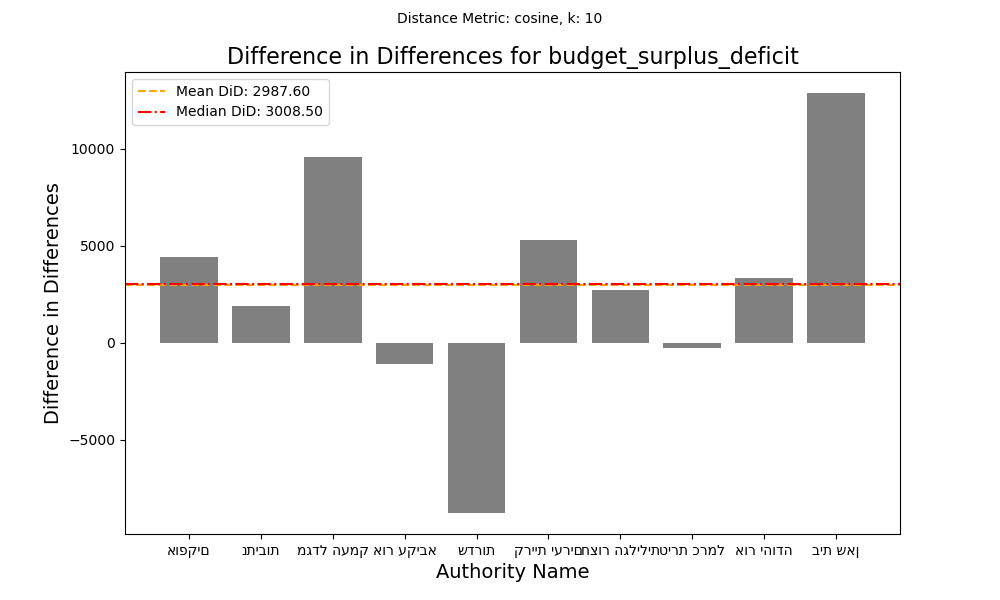 Distance Metric: cosine, k: 10
Difference in Differences for budget_surplus_deficit
Mean DiD: 2987.60
Median DiD: 3008.50
Difference in Differences
10000
5000
0
−5000
אופקים
נתיבות
מגדל העמק
אור עקיבא
שדרות
קריית יערים
חצור הגלילית
טירת כרמל
אור יהודה
בית שאן
Authority Name